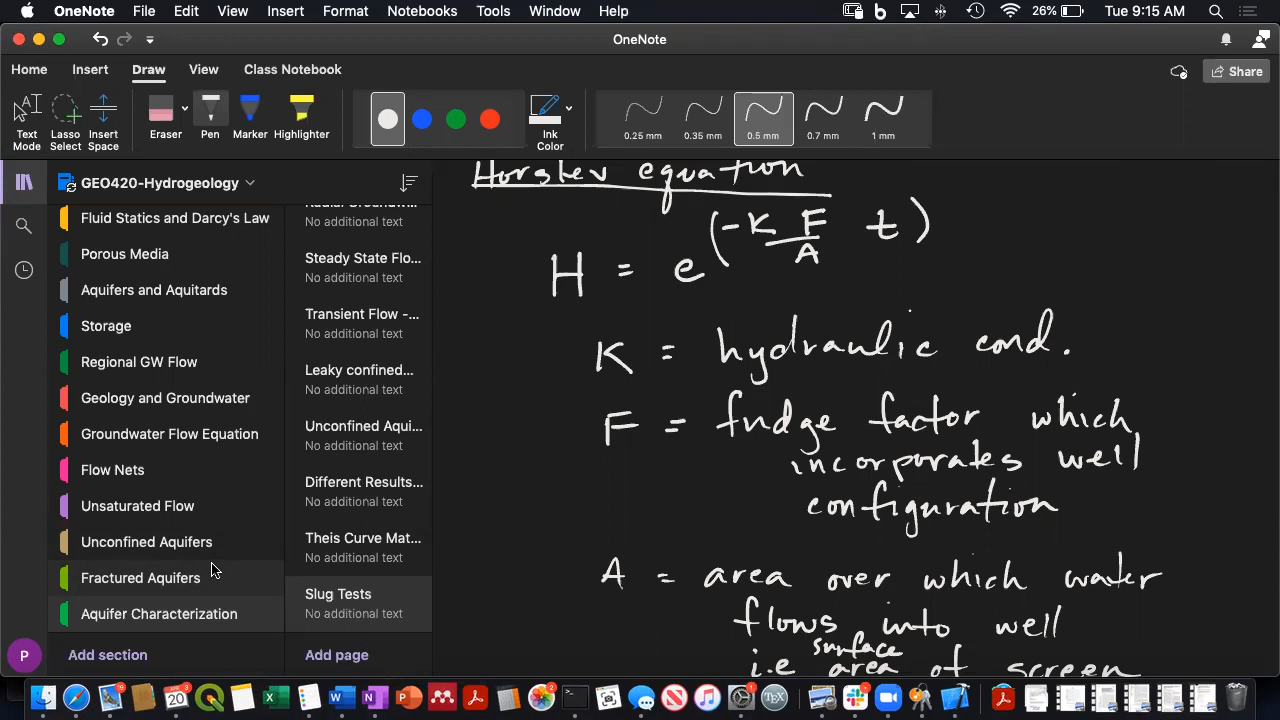 OneNote File Edit View Insert Format Notebooks Tools Window Help
26% Tue 9:15 AM
OneNote
Home Insert Draw View Class Notebook
Share
Text Mode
Lasso Select
Insert Space
Eraser
Pen
Marker
Highlighter
Ink Color
0.25 mm 0.35 mm 0.5 mm 0.7 mm 1 mm
GEO420-Hydrogeology
Fluid Statics and Darcy's Law
Porous Media
Aquifers and Aquitards
Storage
Regional GW Flow
Geology and Groundwater
Groundwater Flow Equation
Flow Nets
Unsaturated Flow
Unconfined Aquifers
Fractured Aquifers
Aquifer Characterization
Add section
Radial Groundw...
No additional text
Steady State Flo...
No additional text
Transient Flow -...
No additional text
Leaky confined...
No additional text
Unconfined Aqui...
No additional text
Different Results...
No additional text
Theis Curve Mat...
No additional text
Slug Tests
No additional text
Add page
P
Horslev equation
H = e^(-K F/A t)
K = hydraulic cond.
F = fudge factor which
incorporates well
configuration
A = area over which water
flows into well
surface
i.e area of screen